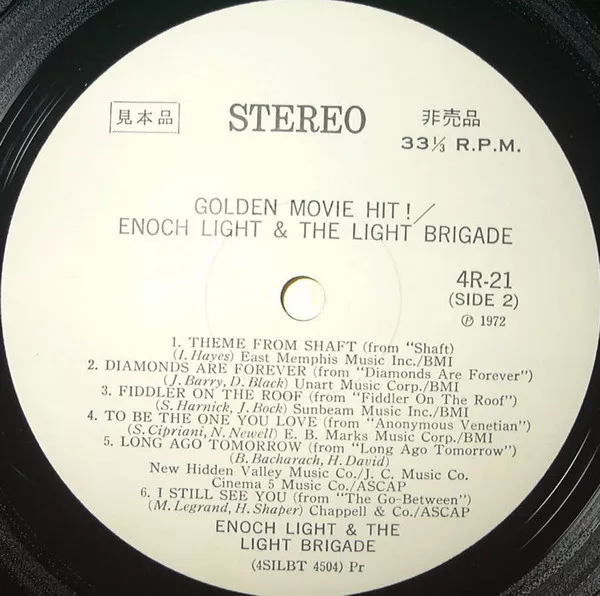 見本品
STEREO
非売品
33⅓ R.P.M.
GOLDEN MOVIE HIT!/
ENOCH LIGHT & THE LIGHT BRIGADE
4R-21
(SIDE 2)
Ⓟ 1972
1. THEME FROM SHAFT (from "Shaft)
(I. Hayes) East Memphis Music Inc./BMI
2. DIAMONDS ARE FOREVER (from "Diamonds Are Forever")
(J. Barry, D. Black) Unart Music Corp./BMI
3. FIDDLER ON THE ROOF (from "Fiddler On The Roof")
(S. Harnick, J. Bock) Sunbeam Music Inc./BMI
4. TO BE THE ONE YOU LOVE (from "Anonymous Venetian")
(S. Cipriani, N. Newell) E. B. Marks Music Corp./BMI
5. LONG AGO TOMORROW (from "Long Ago Tomorrow")
(B. Bacharach, H. David)
New Hidden Valley Music Co./J. C. Music Co.
Cinema 5 Music Co./ASCAP
6. I STILL SEE YOU (from "The Go-Between")
(M. Legrand, H. Shaper) Chappell & Co./ASCAP
ENOCH LIGHT & THE
LIGHT BRIGADE
(4SILBT 4504) Pr